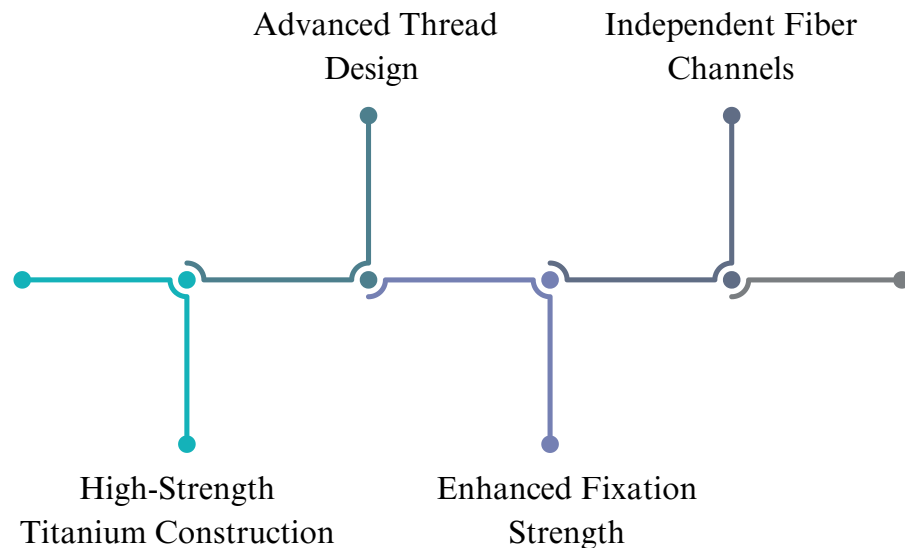 Advanced Thread
Design
Independent Fiber
Channels
High-Strength
Titanium Construction
Enhanced Fixation
Strength